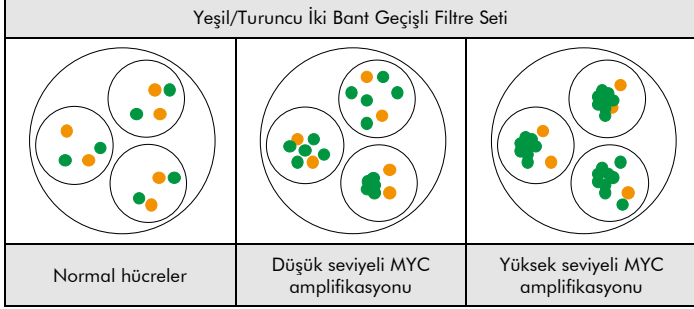 Yeşil/Turuncu İki Bant Geçişli Filtre Seti
Normal hücreler
Düşük seviyeli MYC
amplifikasyonu
Yüksek seviyeli MYC
amplifikasyonu